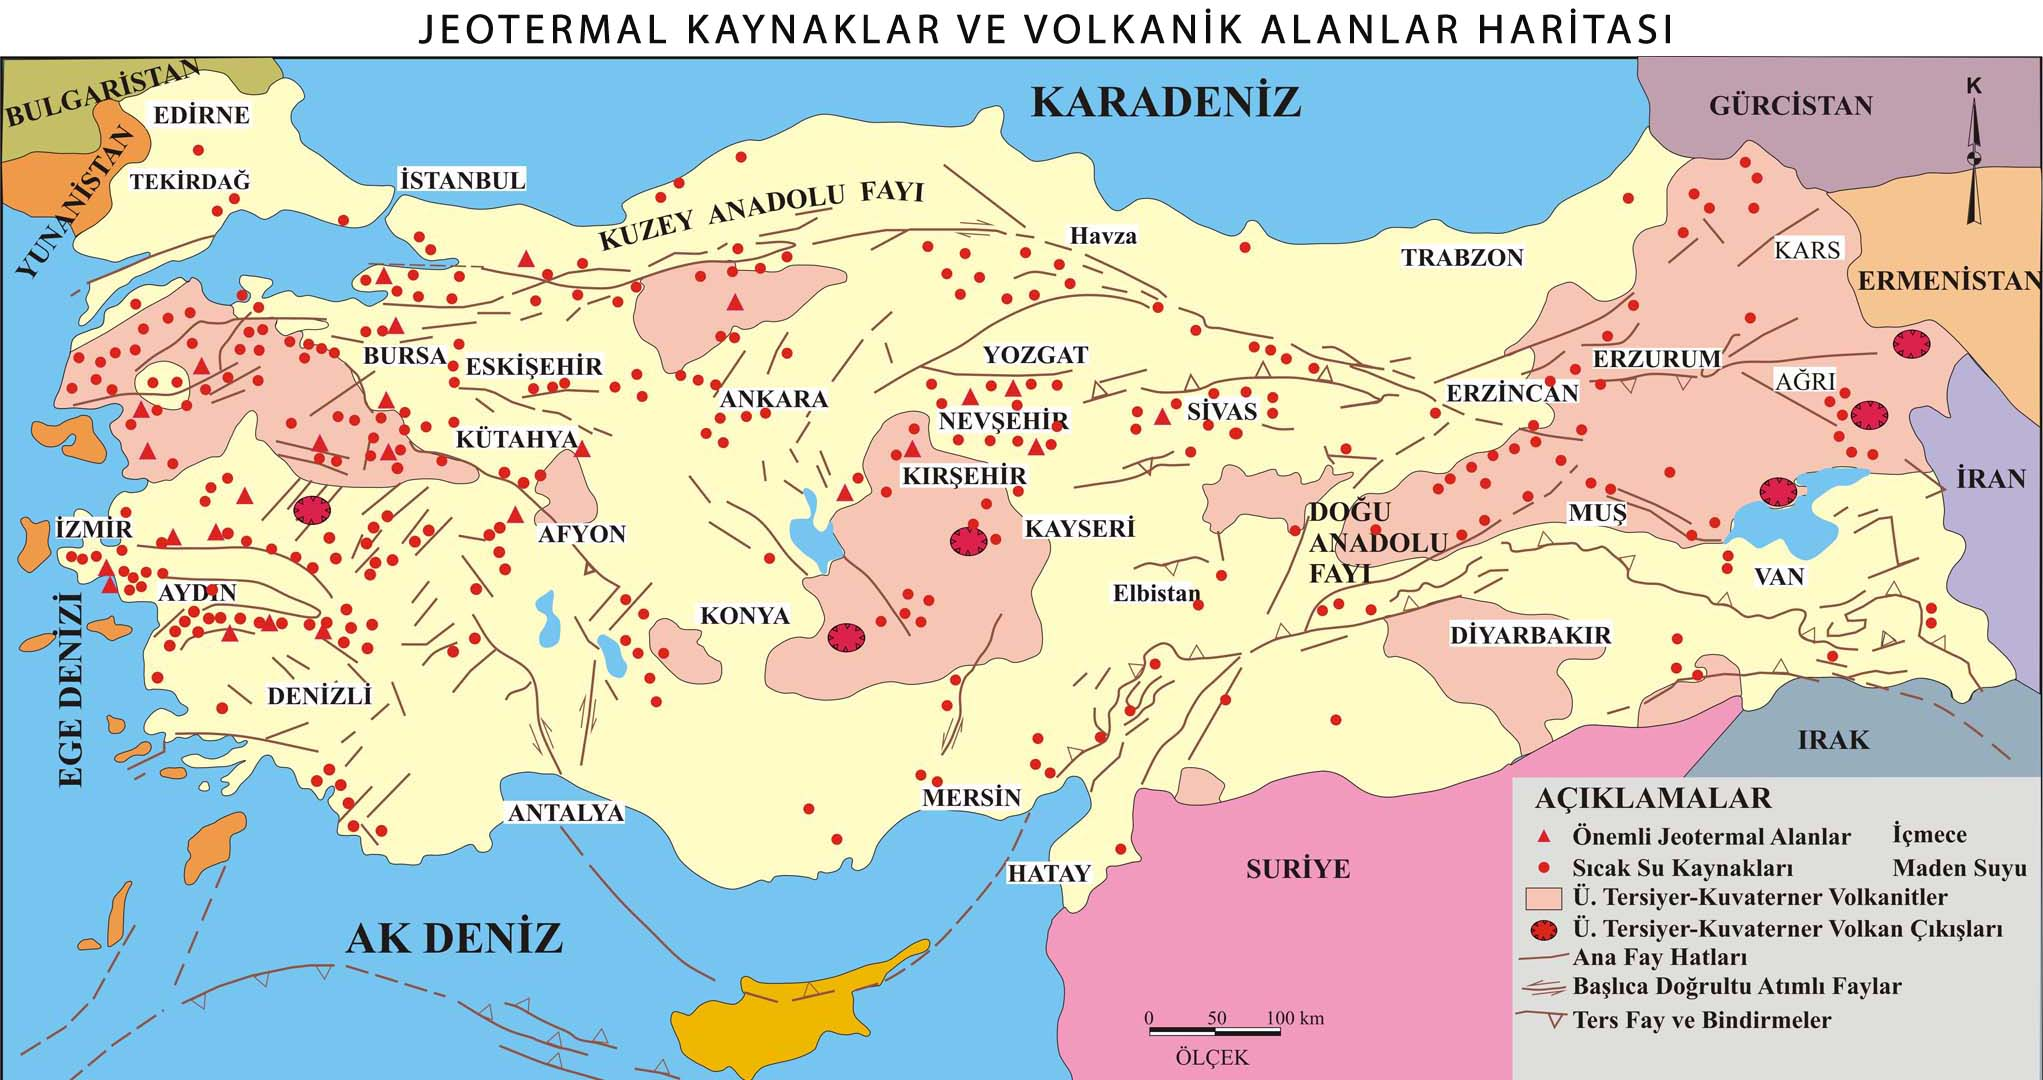 JEOTERMAL KAYNAKLAR VE VOLKANİK ALANLAR HARİTASI
BULGARİSTAN
EDİRNE
KARADENİZ
GÜRCİSTAN
K
YUNANİSTAN
TEKİRDAĞ
İSTANBUL
KUZEY ANADOLU FAYI
Havza
TRABZON
KARS
ERMENİSTAN
BURSA
ESKİŞEHİR
YOZGAT
ERZURUM
AĞRI
ANKARA
NEVŞEHİR
SİVAS
ERZİNCAN
KÜTAHYA
KIRŞEHİR
İRAN
İZMİR
AFYON
KAYSERİ
DOĞU
ANADOLU
FAYI
MUŞ
AYDIN
KONYA
Elbistan
VAN
EGE DENİZİ
DENİZLİ
DİYARBAKIR
IRAK
ANTALYA
MERSİN
HATAY
SURİYE
AK DENİZ
0 50 100 km
ÖLÇEK
AÇIKLAMALAR
Önemli Jeotermal Alanlar İçmece
Sıcak Su Kaynakları Maden Suyu
Ü. Tersiyer-Kuvaterner Volkanitler
Ü. Tersiyer-Kuvaterner Volkan Çıkışları
Ana Fay Hatları
Başlıca Doğrultu Atımlı Faylar
Ters Fay ve Bindirmeler